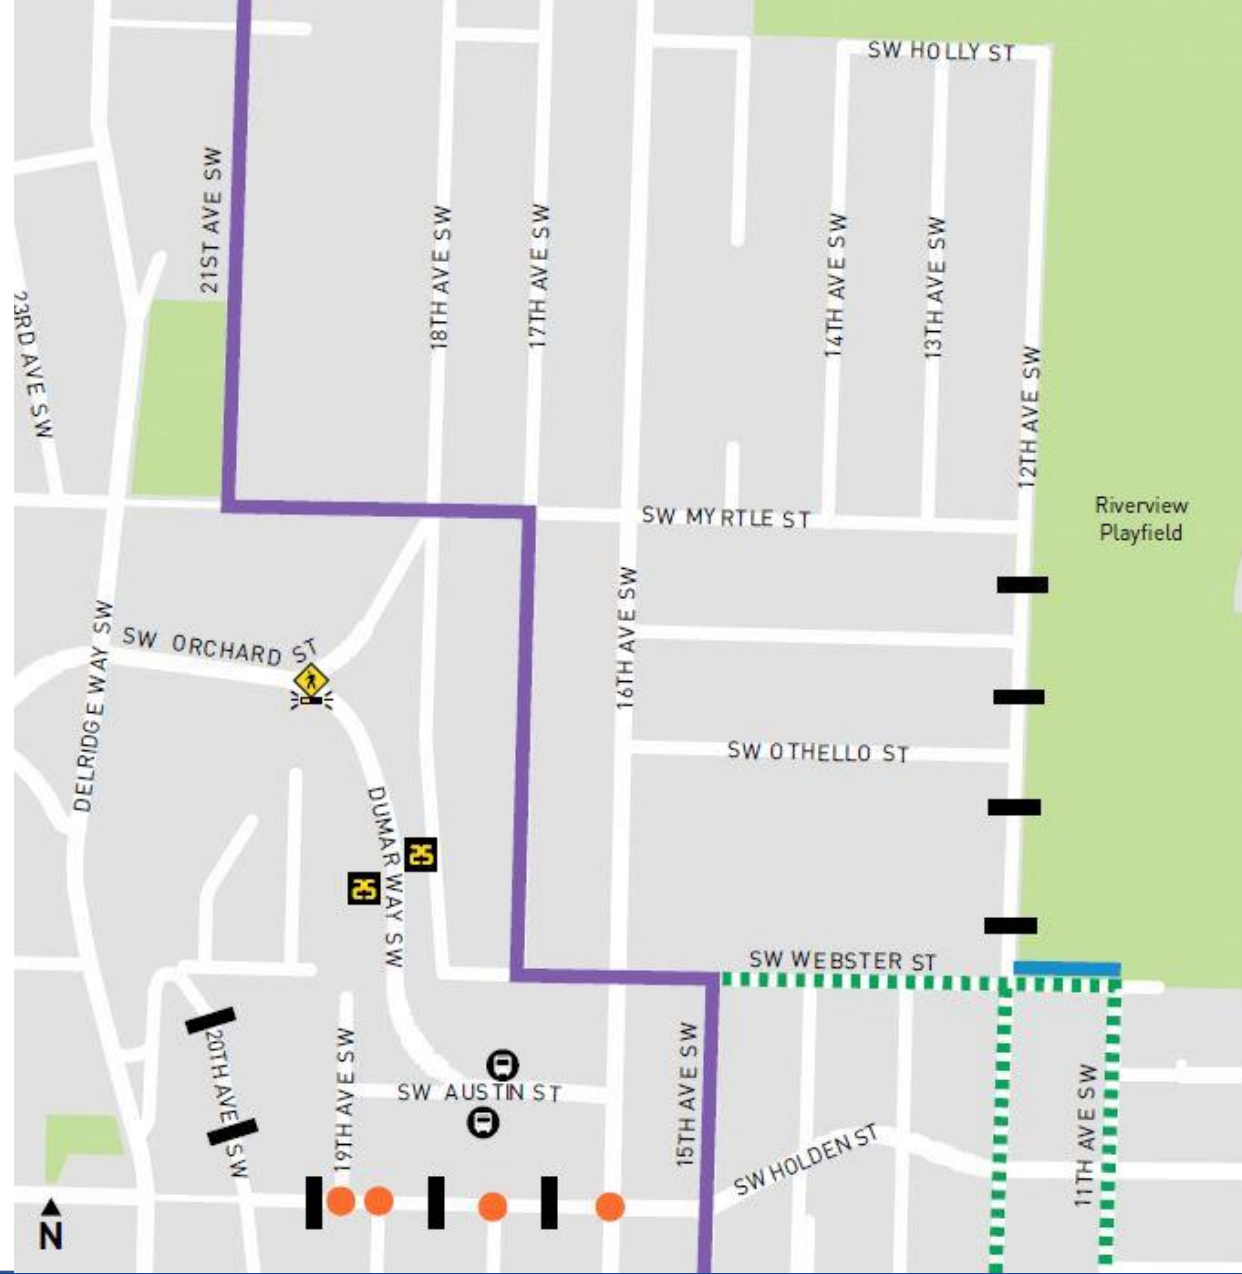 SW HOLLY ST
21ST AVE SW
18TH AVE SW
17TH AVE SW
14TH AVE SW
13TH AVE SW
23RD AVE SW
12TH AVE SW
Riverview
Playfield
SW MYRTLE ST
16TH AVE SW
SW ORCHARD ST
DELRIDGE WAY SW
SW OTHELLO ST
DUMAR WAY SW
25
25
SW WEBSTER ST
20TH AVE SW
19TH AVE SW
SW AUSTIN ST
15TH AVE SW
SW HOLDEN ST
11TH AVE SW
N